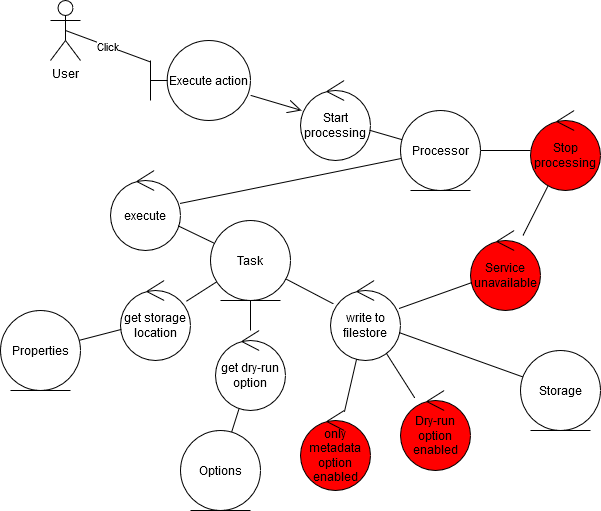 Click
User
Execute action
Start
processing
Processor
Stop
processing
execute
Task
Service
unavailable
get storage
location
write to
filestore
Properties
get dry-run
option
Storage
only
metadata
option
enabled
Dry-run
option
enabled
Options